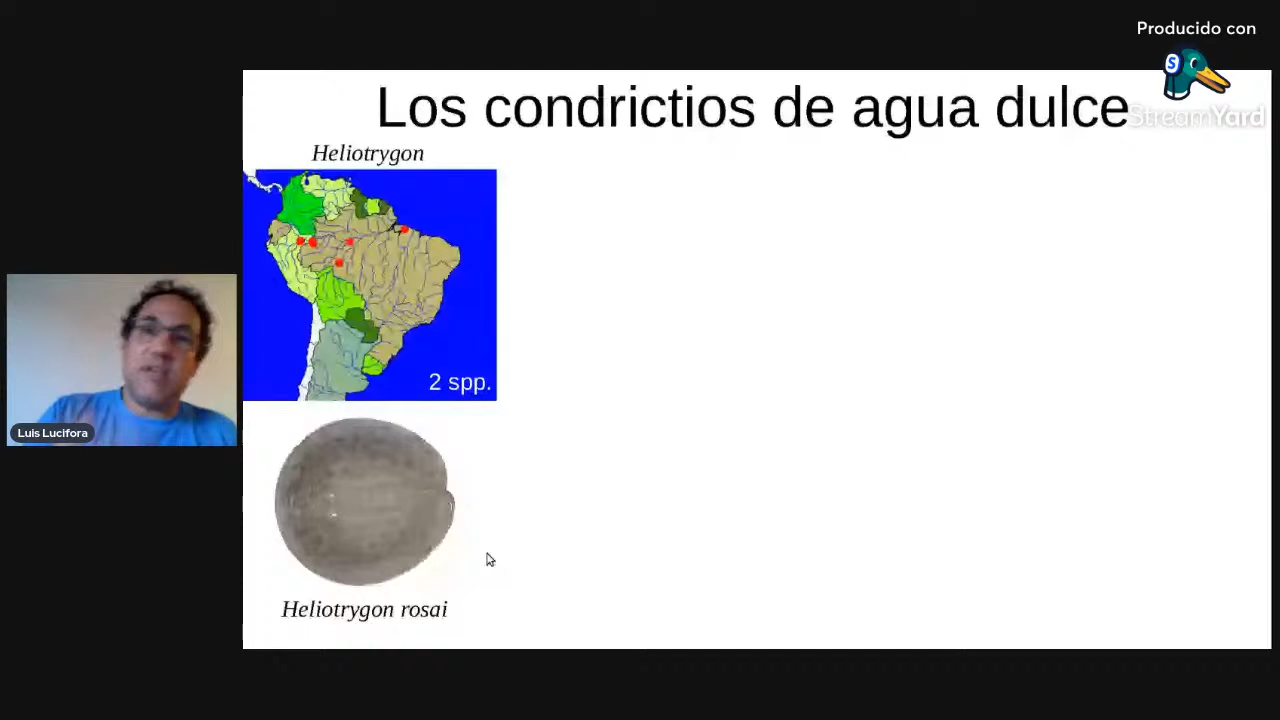 Producido con
S
StreamYard
Los condrictios de agua dulce
Heliotrygon
2 spp.
Luis Lucifora
Heliotrygon rosai